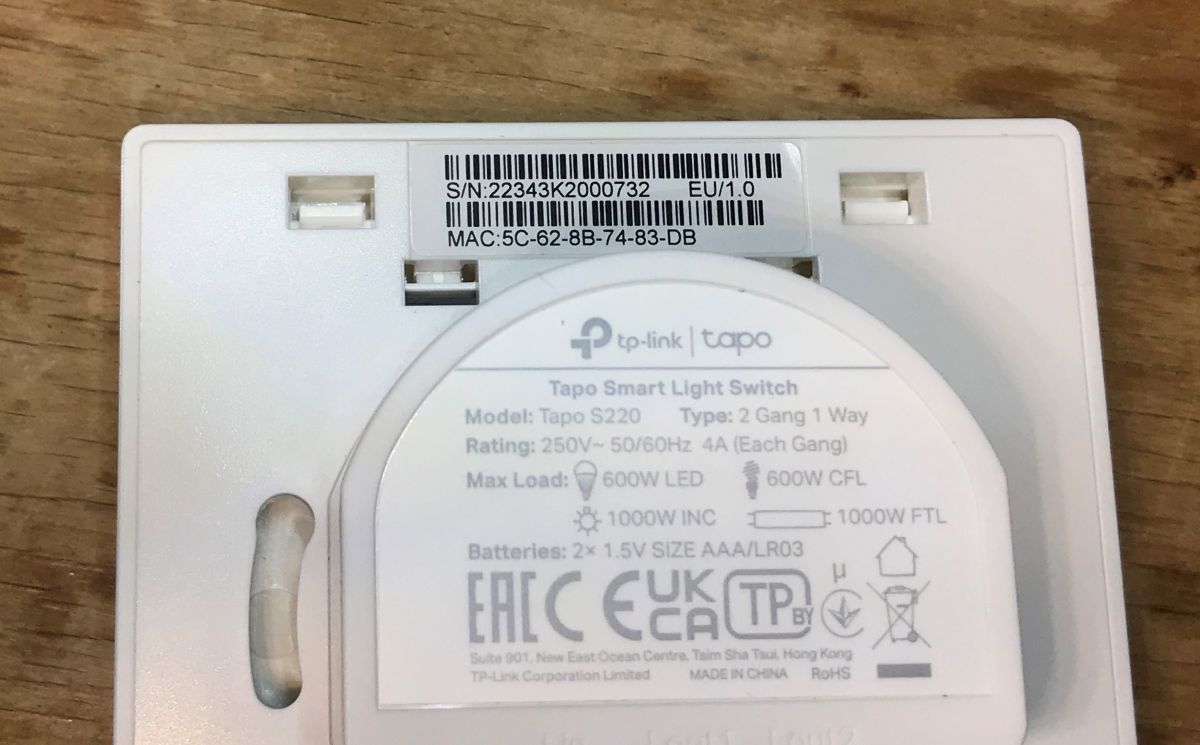 S/N:22343K2000732 EU/1.0
MAC:5C-62-8B-74-83-DB
tp-link | tapo
Tapo Smart Light Switch
Model: Tapo S220 Type: 2 Gang 1 Way
Rating: 250V~ 50/60Hz 4A (Each Gang)
Max Load: 600W LED 600W CFL
1000W INC 1000W FTL
Batteries: 2× 1.5V SIZE AAA/LR03
EAC CE UK CA TP BY
Suite 901, New East Ocean Centre, Tsim Sha Tsui, Hong Kong
TP-Link Corporation Limited MADE IN CHINA RoHS